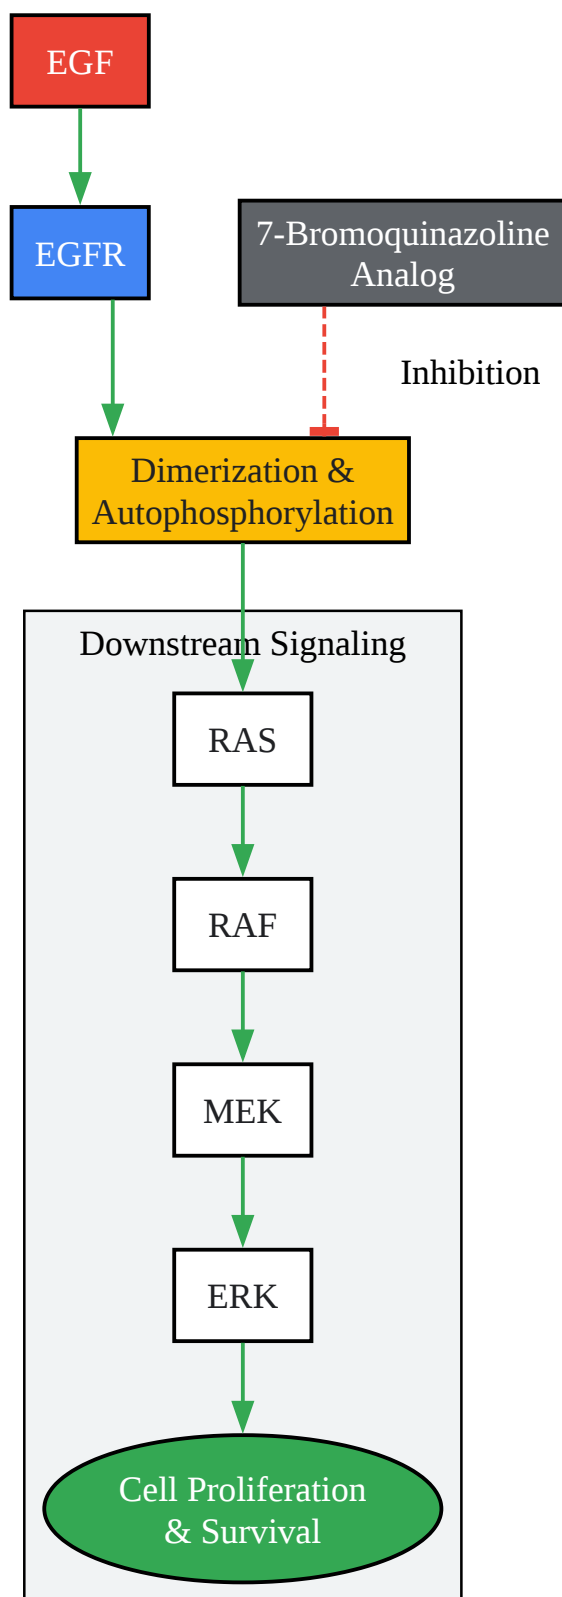 EGF
EGFR
7-Bromoquinazoline
Analog
Inhibition
Dimerization &
Autophosphorylation
Downstream Signaling
RAS
RAF
MEK
ERK
Cell Proliferation
& Survival